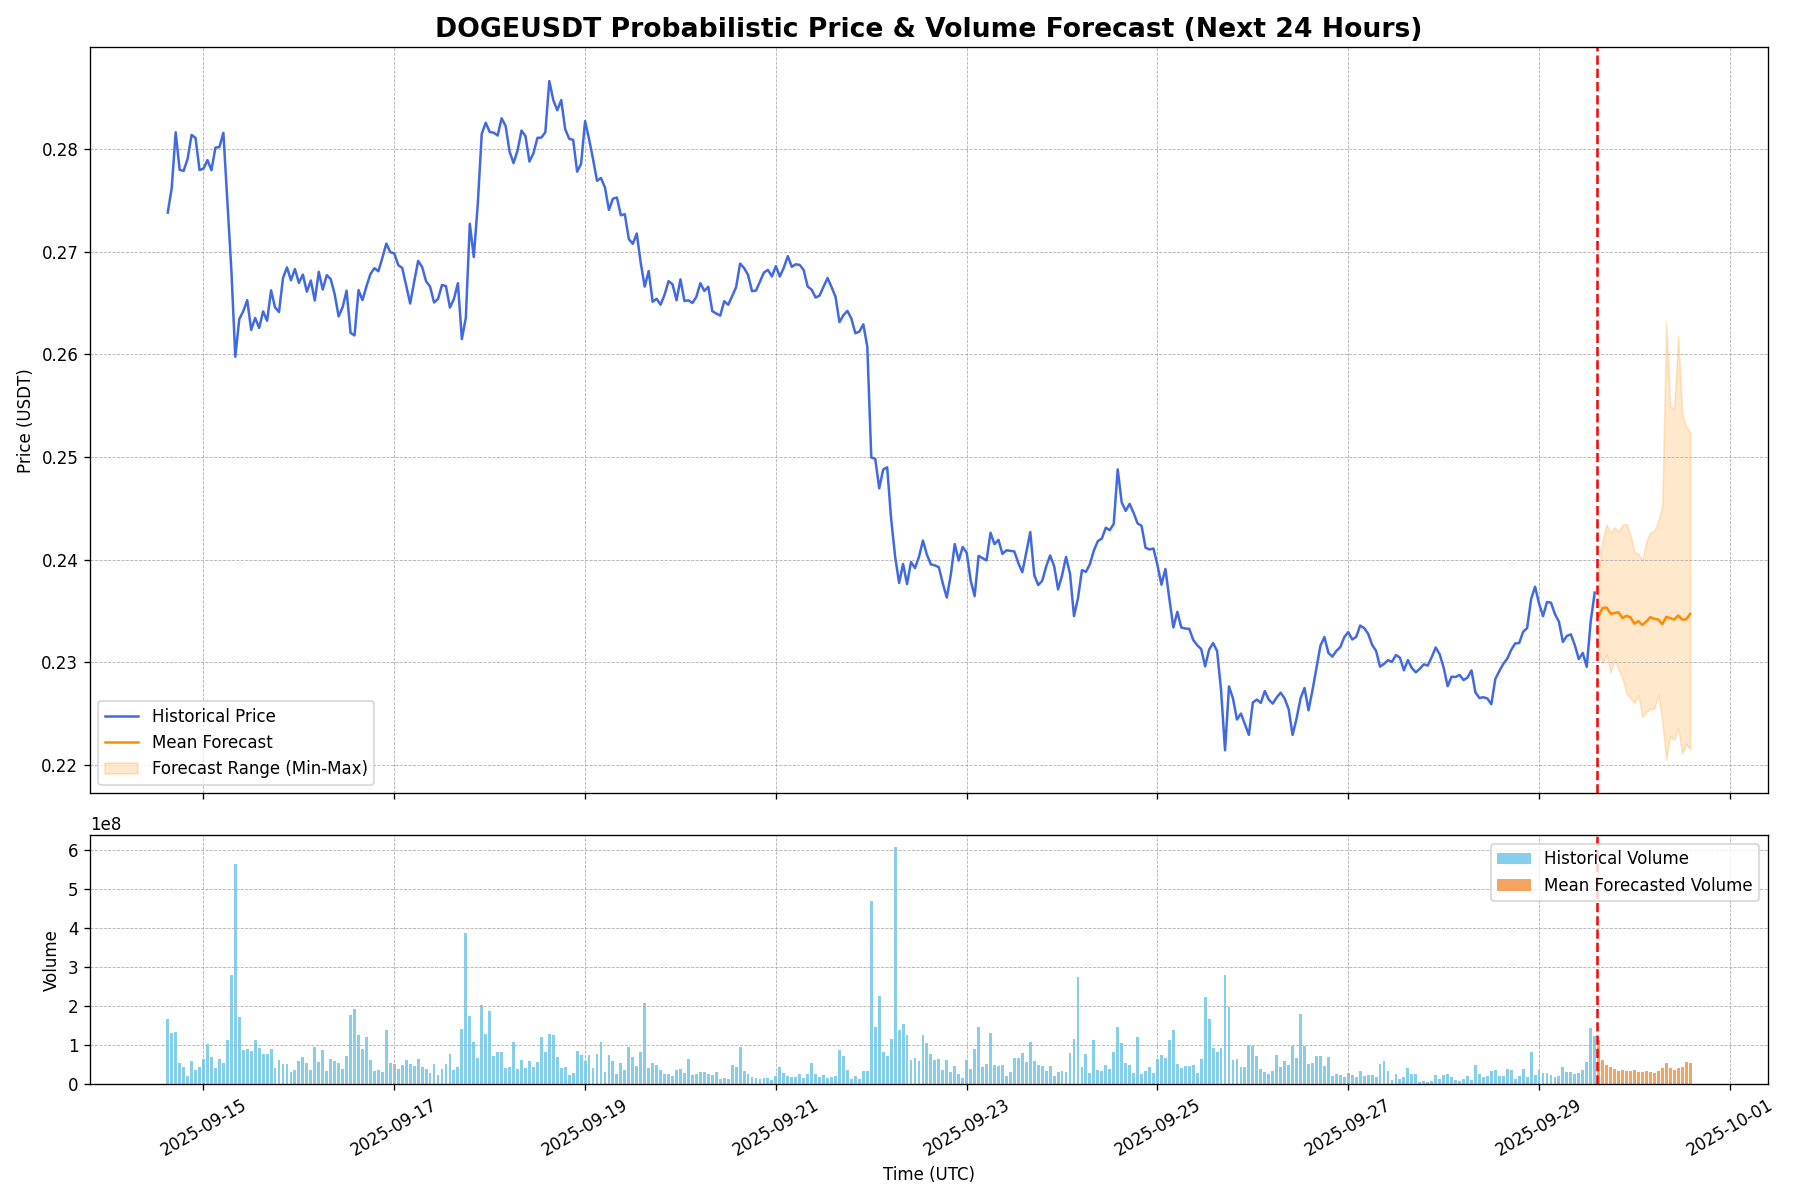 DOGEUSDT Probabilistic Price & Volume Forecast (Next 24 Hours)
Price (USDT)
0.28
0.27
0.26
0.25
0.24
0.23
0.22
Historical Price
Mean Forecast
Forecast Range (Min-Max)
1e8
Volume
6
5
4
3
2
1
0
Historical Volume
Mean Forecasted Volume
2025-09-15
2025-09-17
2025-09-19
2025-09-21
2025-09-23
2025-09-25
2025-09-27
2025-09-29
2025-10-01
Time (UTC)